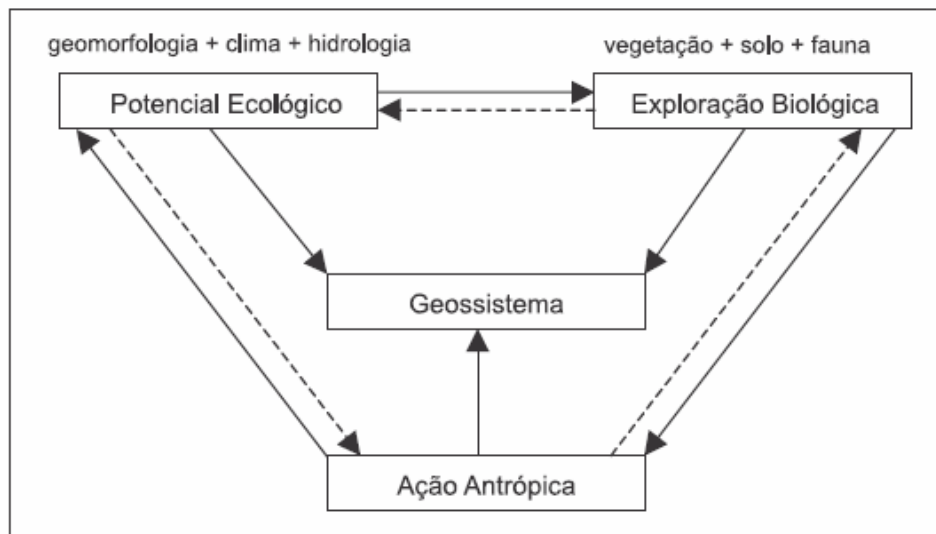 geomorfologia + clima + hidrologia
vegetação + solo + fauna
Potencial Ecológico
Exploração Biológica
Geossistema
Ação Antrópica